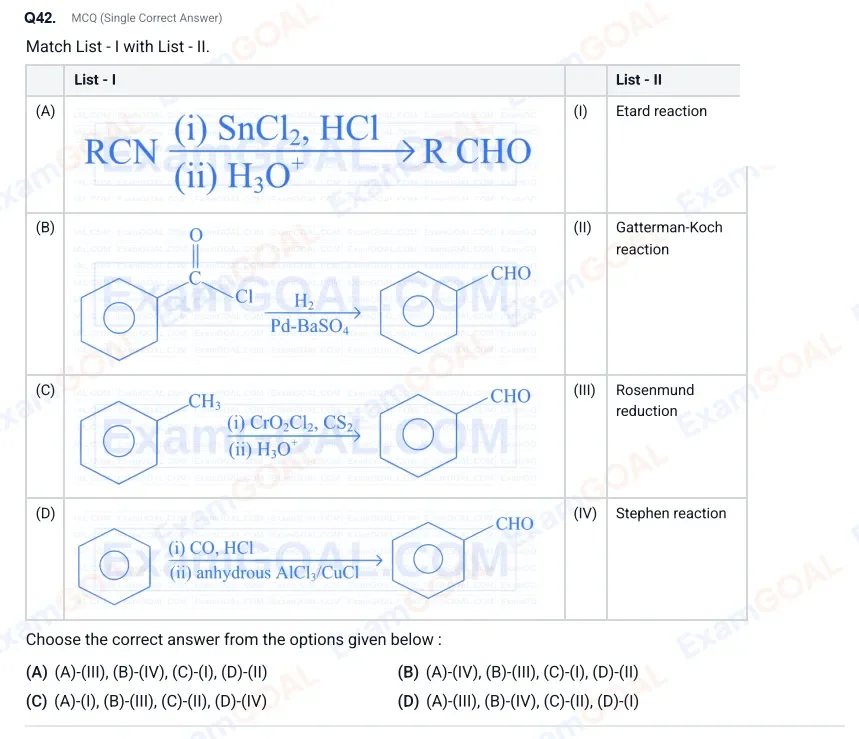 Q42. MCQ (Single Correct Answer)
Match List - I with List - II.
List - I List - II
(A) RCN (i) SnCl₂, HCl (ii) H₃O⁺ R CHO (I) Etard reaction
(B) O C Cl H₂ Pd-BaSO₄ CHO (II) Gatterman-Koch
reaction
(C) CH₃ (i) CrO₂Cl₂, CS₂ (ii) H₃O⁺ CHO (III) Rosenmund
reduction
(D) (i) CO, HCl (ii) anhydrous AlCl₃/CuCl CHO (IV) Stephen reaction
Choose the correct answer from the options given below :
(A) (A)-(III), (B)-(IV), (C)-(I), (D)-(II) (B) (A)-(IV), (B)-(III), (C)-(I), (D)-(II)
(C) (A)-(I), (B)-(III), (C)-(II), (D)-(IV) (D) (A)-(III), (B)-(IV), (C)-(II), (D)-(I)
ExamGOAL
ExamGOAL.COM